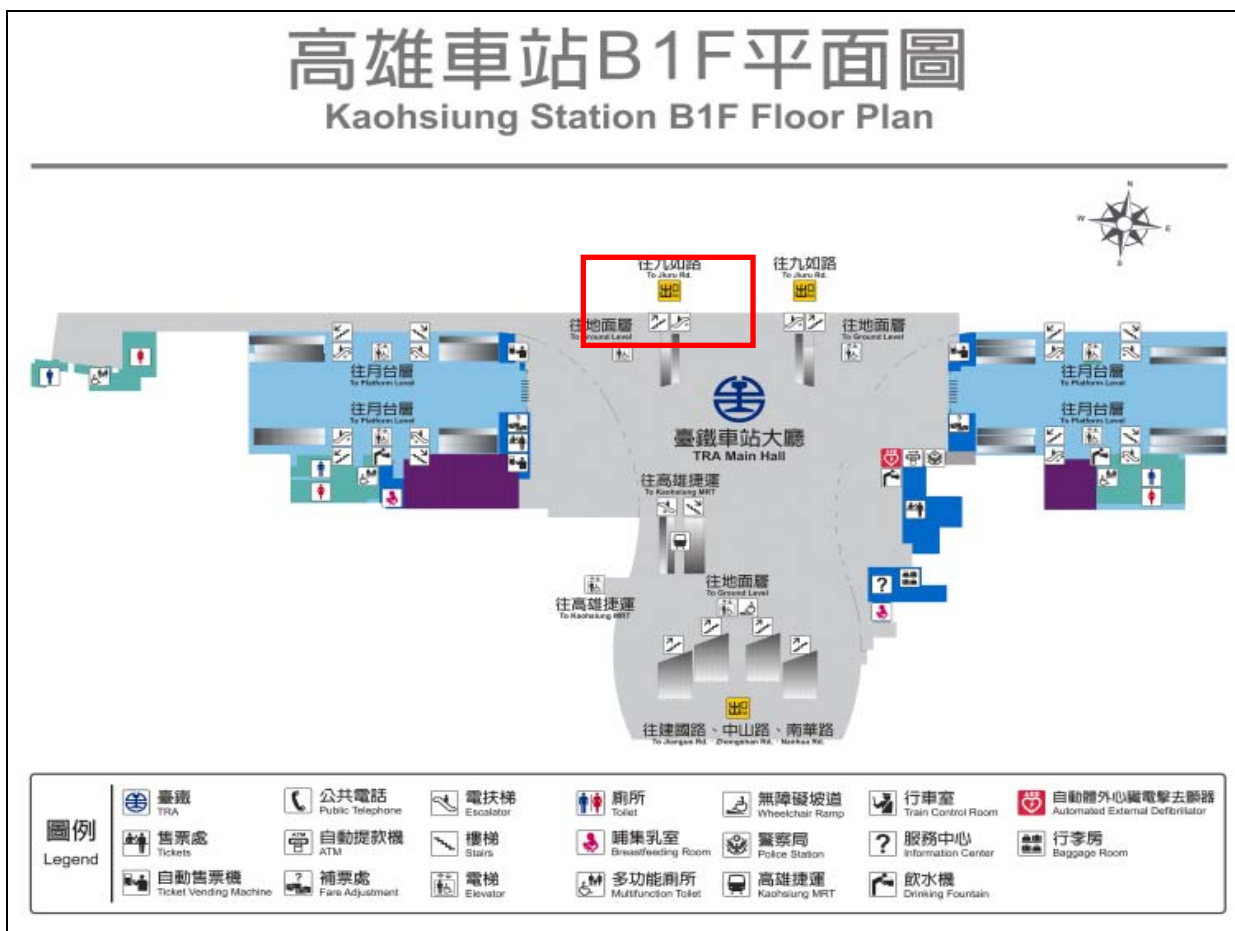 高雄車站B1F平面圖
Kaohsiung Station B1F Floor Plan
N
W
E
S
往九如路
To Jiuru Rd.
出口
往九如路
To Jiuru Rd.
出口
往地面層
To Ground Level
往地面層
To Ground Level
往月台層
To Platform Level
往月台層
To Platform Level
往月台層
To Platform Level
往月台層
To Platform Level
臺鐵車站大廳
TRA Main Hall
往高雄捷運
To Kaohsiung MRT
AED
ATM
往高雄捷運
To Kaohsiung MRT
往地面層
To Ground Level
?
出口
往建國路、中山路、南華路
To Jianguo Rd. Zhongshan Rd. Nanhua Rd.
圖例
Legend
臺鐵
TRA
售票處
Tickets
自動售票機
Ticket Vending Machine
公共電話
Public Telephone
ATM
自動提款機
ATM
?
補票處
Fare Adjustment
電扶梯
Escalator
樓梯
Stairs
電梯
Elevator
廁所
Toilet
哺集乳室
Breastfeeding Room
多功能廁所
Multifunction Toilet
無障礙坡道
Wheelchair Ramp
警察局
Police Station
高雄捷運
Kaohsiung MRT
行車室
Train Control Room
?
服務中心
Information Center
飲水機
Drinking Fountain
AED
自動體外心臟電擊去顫器
Automated External Defibrillator
行李房
Baggage Room